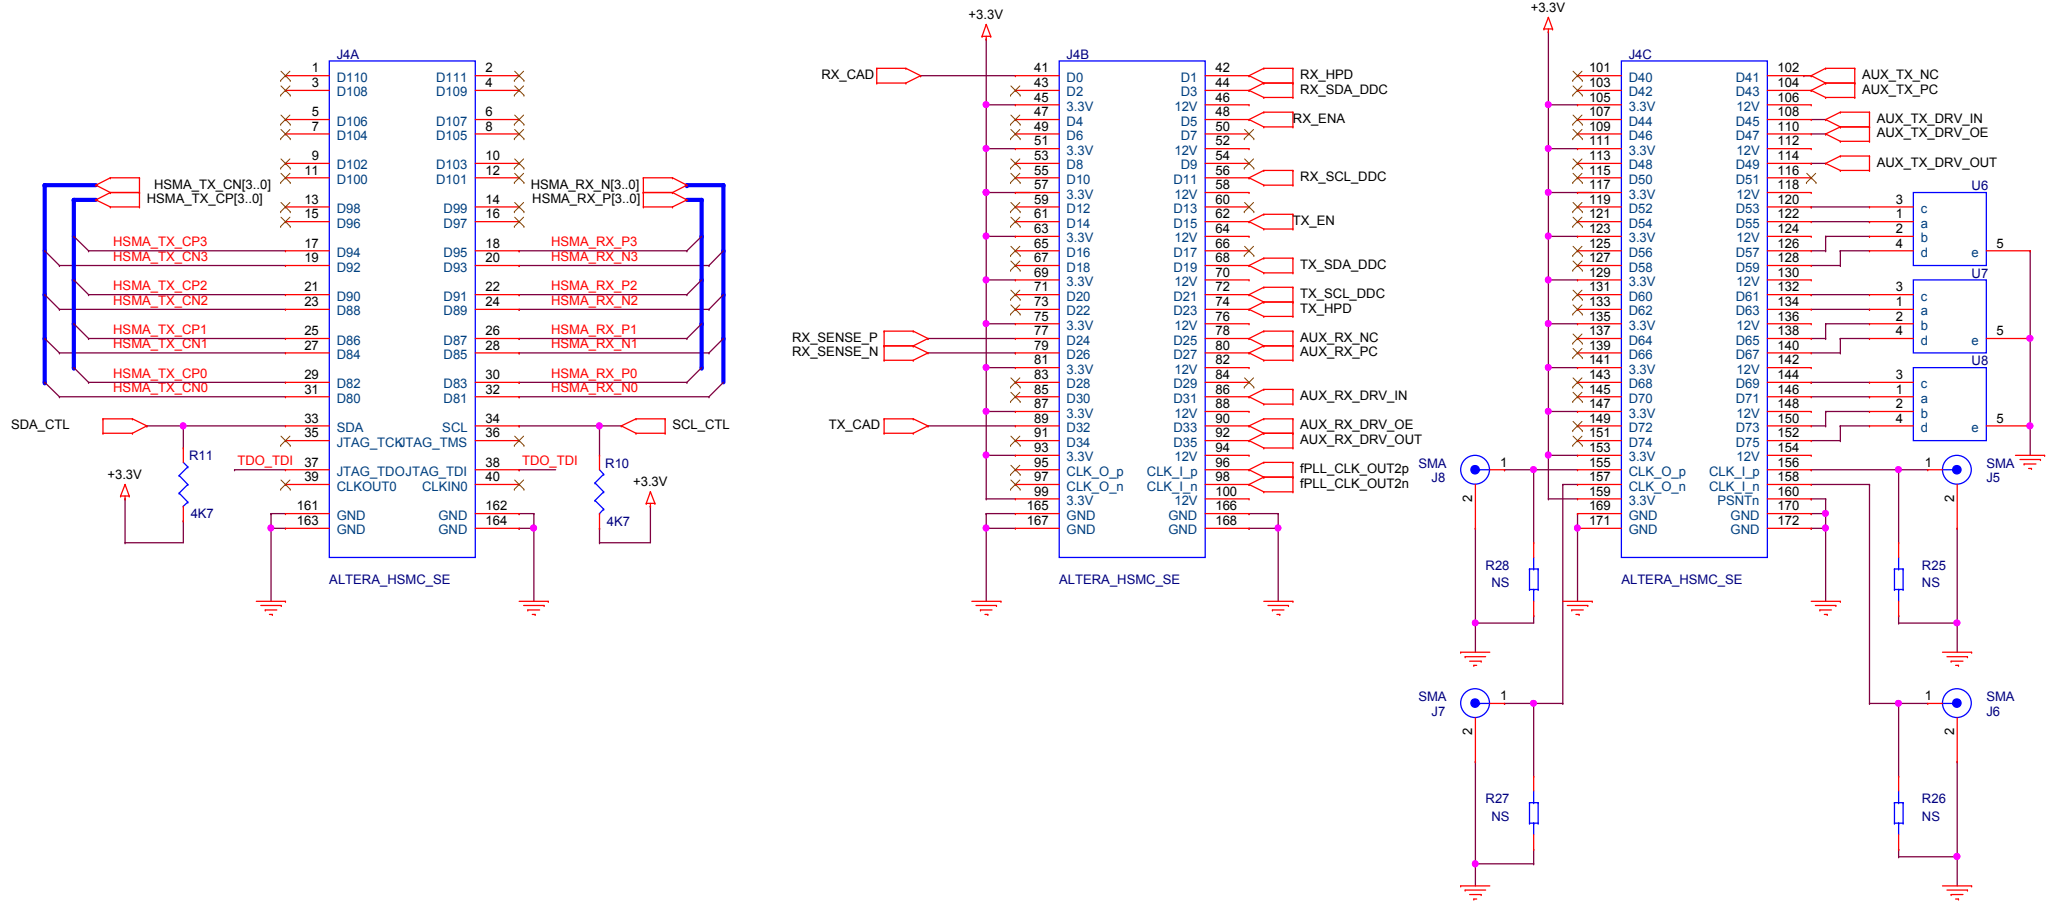 +3.3V
+3.3V
J4A
J4B
J4C
1 D110 D111 2
3 D108 D109 4
5 D106 D107 6
7 D104 D105 8
9 D102 D103 10
11 D100 D101 12
HSMA_TX_CN[3..0]
HSMA_TX_CP[3..0]
HSMA_RX_N[3..0]
HSMA_RX_P[3..0]
13 D98 D99 14
15 D96 D97 16
HSMA_TX_CP3 17 D94 D95 18 HSMA_RX_P3
HSMA_TX_CN3 19 D92 D93 20 HSMA_RX_N3
HSMA_TX_CP2 21 D90 D91 22 HSMA_RX_P2
HSMA_TX_CN2 23 D88 D89 24 HSMA_RX_N2
HSMA_TX_CP1 25 D86 D87 26 HSMA_RX_P1
HSMA_TX_CN1 27 D84 D85 28 HSMA_RX_N1
HSMA_TX_CP0 29 D82 D83 30 HSMA_RX_P0
HSMA_TX_CN0 31 D80 D81 32 HSMA_RX_N0
SDA_CTL 33 SDA SCL 34 SCL_CTL
35 JTAG_TCK JTAG_TMS 36
TDO_TDI 37 JTAG_TDO JTAG_TDI 38 TDO_TDI
39 CLKOUT0 CLKIN0 40
161 GND GND 162
163 GND GND 164
R11
4K7
+3.3V
R10
4K7
+3.3V
ALTERA_HSMC_SE
RX_CAD 41 D0 D1 42 RX_HPD
43 D2 D3 44 RX_SDA_DDC
45 3.3V 12V 46
47 D4 D5 48 RX_ENA
49 D6 D7 50
51 3.3V 12V 52
53 D8 D9 54
55 D10 D11 56 RX_SCL_DDC
57 3.3V 12V 58
59 D12 D13 60
61 D14 D15 62 TX_EN
63 3.3V 12V 64
65 D16 D17 66
67 D18 D19 68 TX_SDA_DDC
69 3.3V 12V 70
71 D20 D21 72 TX_SCL_DDC
73 D22 D23 74 TX_HPD
75 3.3V 12V 76
RX_SENSE_P 77 D24 D25 78 AUX_RX_NC
RX_SENSE_N 79 D26 D27 80 AUX_RX_PC
81 3.3V 12V 82
83 D28 D29 84
85 D30 D31 86 AUX_RX_DRV_IN
87 3.3V 12V 88
TX_CAD 89 D32 D33 90 AUX_RX_DRV_OE
91 D34 D35 92 AUX_RX_DRV_OUT
93 3.3V 12V 94
95 CLK_O_p CLK_I_p 96 fPLL_CLK_OUT2p
97 CLK_O_n CLK_I_n 98 fPLL_CLK_OUT2n
99 3.3V 12V 100
165 GND GND 166
167 GND GND 168
ALTERA_HSMC_SE
101 D40 D41 102 AUX_TX_NC
103 D42 D43 104 AUX_TX_PC
105 3.3V 12V 106
107 D44 D45 108 AUX_TX_DRV_IN
109 D46 D47 110 AUX_TX_DRV_OE
111 3.3V 12V 112
113 D48 D49 114 AUX_TX_DRV_OUT
115 D50 D51 116
117 3.3V 12V 118
119 D52 D53 120
121 D54 D55 122
123 3.3V 12V 124
125 D56 D57 126
127 D58 D59 128
129 3.3V 12V 130
131 D60 D61 132
133 D62 D63 134
135 3.3V 12V 136
137 D64 D65 138
139 D66 D67 140
141 3.3V 12V 142
143 D68 D69 144
145 D70 D71 146
147 3.3V 12V 148
149 D72 D73 150
151 D74 D75 152
153 3.3V 12V 154
155 CLK_O_p CLK_I_p 156
157 CLK_O_n CLK_I_n 158
159 3.3V PSNTn 160
169 GND GND 170
171 GND GND 172
ALTERA_HSMC_SE
U6
3 c
1 a
2 b
4 d e 5
U7
3 c
1 a
2 b
4 d e 5
U8
3 c
1 a
2 b
4 d e 5
SMA
J8
1
2
R28
NS
SMA
J5
1
2
R25
NS
SMA
J7
1
2
R27
NS
SMA
J6
1
2
R26
NS